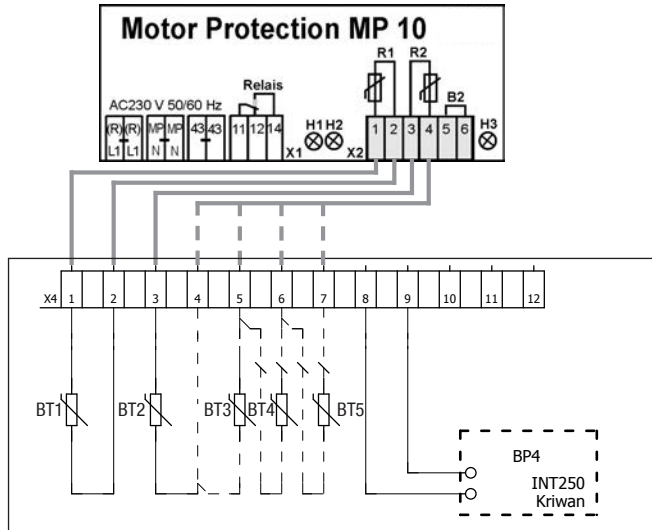 Motor Protection MP 10
R1 R2
Relais
AC230 V 50/60 Hz
B2
H1 H2
H3
(R) (R) MP MP 43 43 11 12 14
L1 L1 N N
X1
X2
1 2 3 4 5 6
X4 1 2 3 4 5 6 7 8 9 10 11 12
BT1 BT2 BT3 BT4 BT5
BP4
INT250
Kriwan